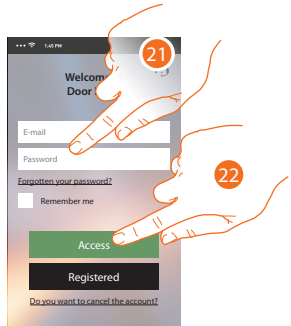 1:45 PM
21
Welcome
Door
E-mail
Password
Forgotten your password?
22
Remember me
Access
Registered
Do you want to cancel the account?